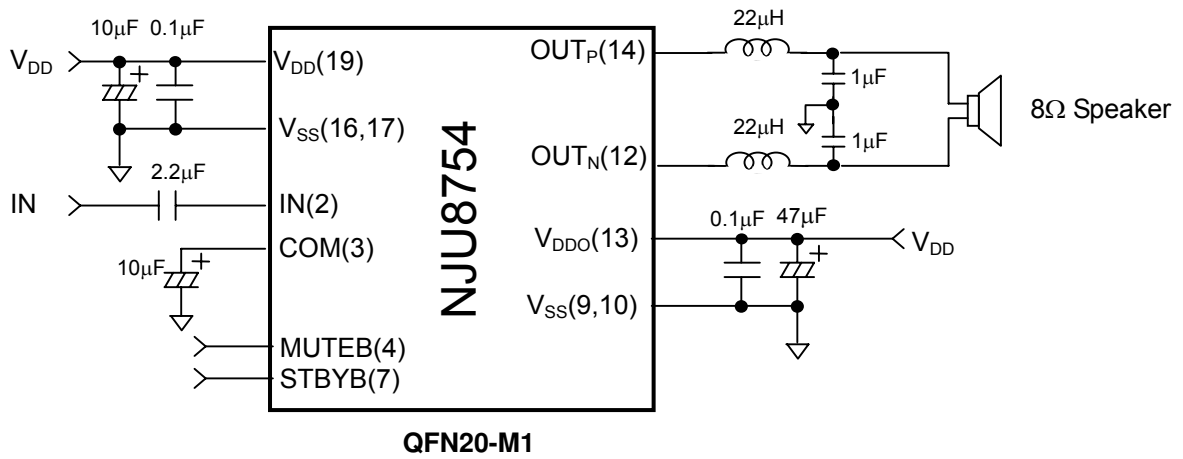 10μF 0.1μF
V_DD
V_DD(19)
V_SS(16,17)
2.2μF
IN
IN(2)
COM(3)
10μF
MUTEB(4)
STBYB(7)
NJU8754
OUT_P(14)
22μH
1μF
8Ω Speaker
22μH
1μF
OUT_N(12)
0.1μF 47μF
V_DDO(13)
V_DD
V_SS(9,10)
QFN20-M1